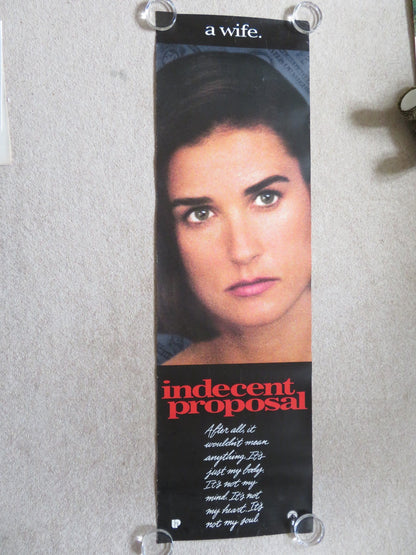 a wife.
indecent
proposal
After all, it
wouldn't mean
anything. It's
just my body.
It's not my
mind. It's not
my heart. It's
not my soul